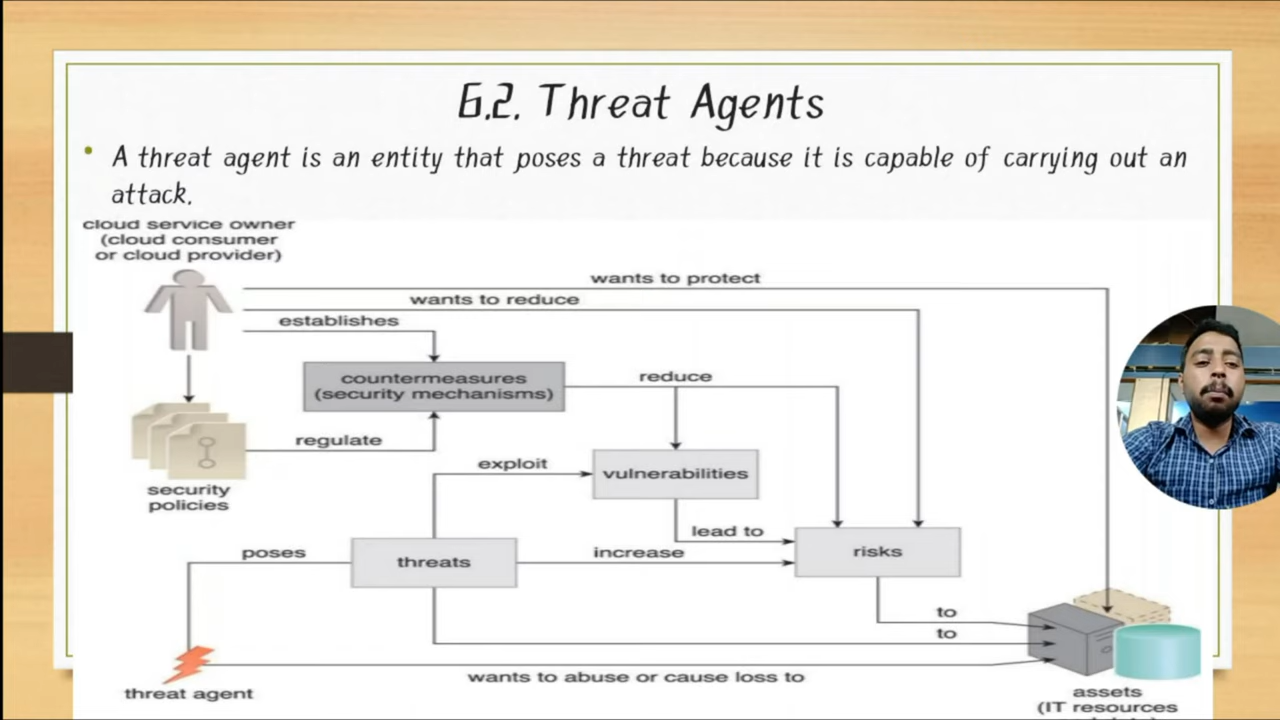 6.2. Threat Agents
• A threat agent is an entity that poses a threat because it is capable of carrying out an
attack.
cloud service owner
(cloud consumer
or cloud provider)
wants to protect
wants to reduce
establishes
countermeasures
(security mechanisms)
reduce
regulate
exploit
vulnerabilities
security
policies
lead to
poses
threats
increase
risks
to
to
wants to abuse or cause loss to
threat agent
assets
(IT resources